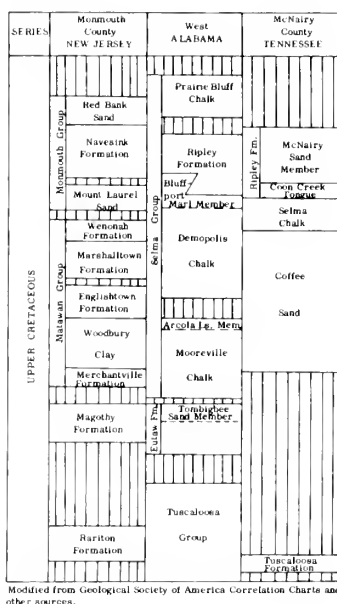 SERIES
Monmouth
County
NEW JERSEY
West
ALABAMA
McNairy
County
TENNESSEE
UPPER CRETACEOUS
Monmouth Group
Red Bank
Sand
Navesink
Formation
Mount Laurel
Sand
Matawan Group
Wenonah
Formation
Marshalltown
Formation
Englishtown
Formation
Woodbury
Clay
Merchantville
Formation
Magothy
Formation
Rariton
Formation
Selma Group
Prairie Bluff
Chalk
Ripley
Formation
Bluff-
port
Marl Member
Demopolis
Chalk
Arcola Ls. Mem.
Mooreville
Chalk
Eutaw Fm.
Tombigbee
Sand Member
Tuscaloosa
Group
Ripley Fm.
McNairy
Sand
Member
Coon Creek
Tongue
Selma
Chalk
Coffee
Sand
Tuscaloosa
Formation
Modified from Geological Society of America Correlation Charts and
other sources.